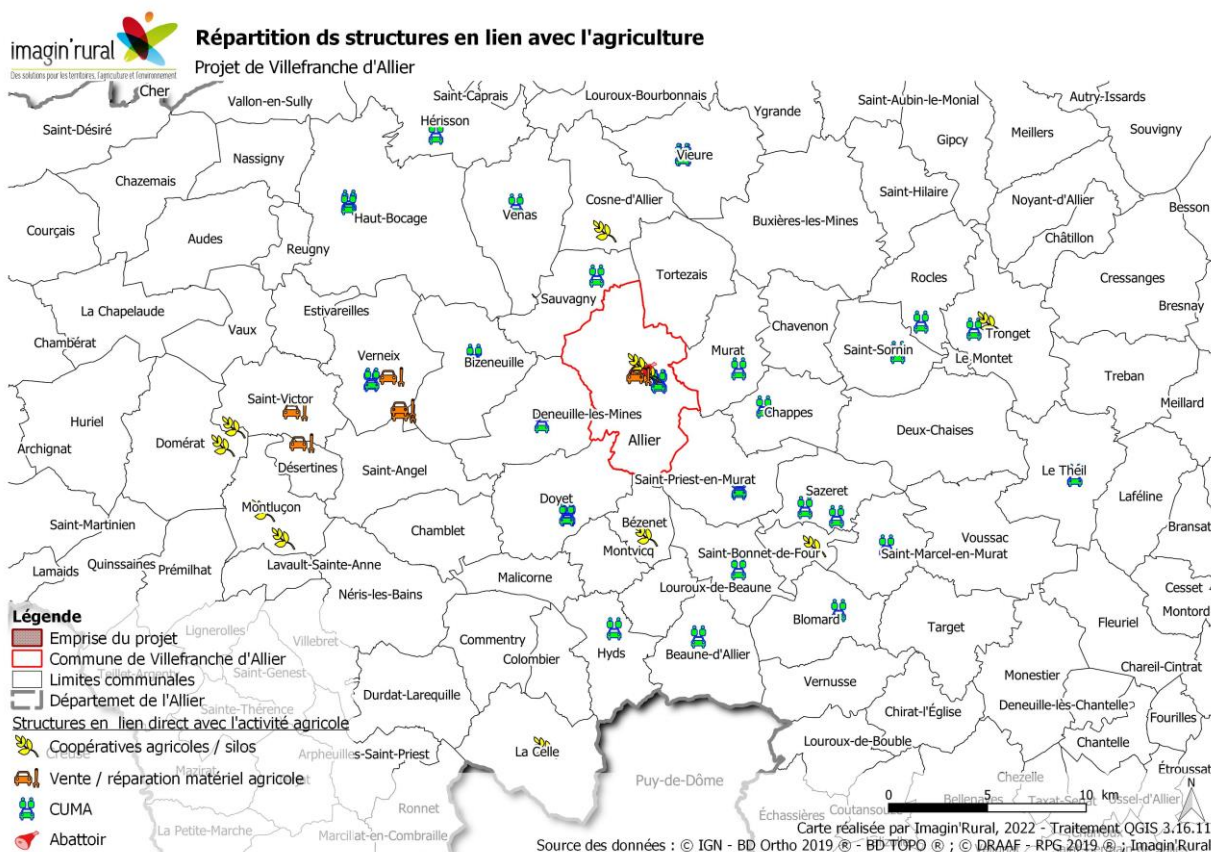 imagin'rural
Des solutions pour les territoires, l'agriculture et l'environnement
Répartition ds structures en lien avec l'agriculture
Projet de Villefranche d'Allier
Cher
Vallon-en-Sully
Saint-Caprais
Louroux-Bourbonnais
Ygrande
Saint-Aubin-le-Monial
Autry-Issards
Saint-Désiré
Hérisson
Gipcy
Meillers
Souvigny
Nassigny
Vieure
Chazemais
Saint-Hilaire
Noyant-d'Allier
Besson
Courçais
Haut-Bocage
Venas
Cosne-d'Allier
Buxières-les-Mines
Châtillon
Audes
Reugny
Sauvagny
Tortezais
Rocles
Cressanges
La Chapelaude
Estivareilles
Bresnay
Chambérat
Vaux
Chavenon
Tronget
Verneix
Bizeneuille
Murat
Saint-Sornin
Le Montet
Treban
Saint-Victor
Meillard
Huriel
Deneuille-les-Mines
Chappes
Archignat
Domérat
Allier
Deux-Chaises
Désertines
Saint-Angel
Le Theil
Saint-Priest-en-Murat
Sazeret
Laféline
Montluçon
Doyet
Bézenet
Saint-Martinien
Chamblet
Montvicq
Saint-Bonnet-de-Four
Voussac
Bransat
Saint-Marcel-en-Murat
Lamaids
Quinssaines
Prémilhat
Lavault-Sainte-Anne
Malicorne
Louroux-de-Beaune
Cesset
Néris-les-Bains
Montord
Blomard
Target
Fleuriel
Lignerolles
Villebret
Commentry
Colombier
Hyds
Beaune-d'Allier
Chareil-Cintrat
Saint-Genest
Vernusse
Monestier
Sainte-Thérence
Durdat-Larequille
Chirat-l'Église
Deneuille-lès-Chantelle
Fourilles
Louroux-de-Bouble
Chantelle
La Celle
Étroussat
Mazirat
Puy-de-Dôme
Chezelle
Ronnet
Échassières
La Petite-Marche
Marcillat-en-Combraille
Légende
Emprise du projet
Commune de Villefranche d'Allier
Limites communales
Départemet de l'Allier
Structures en lien direct avec l'activité agricole
Coopératives agricoles / silos
Vente / réparation matériel agricole
CUMA
Abattoir
0 5 10 km
N
Carte réalisée par Imagin'Rural, 2022 - Traitement QGIS 3.16.11
Source des données : © IGN - BD Ortho 2019 ® - BD TOPO ® ; © DRAAF - RPG 2019 ® ; Imagin'Rural